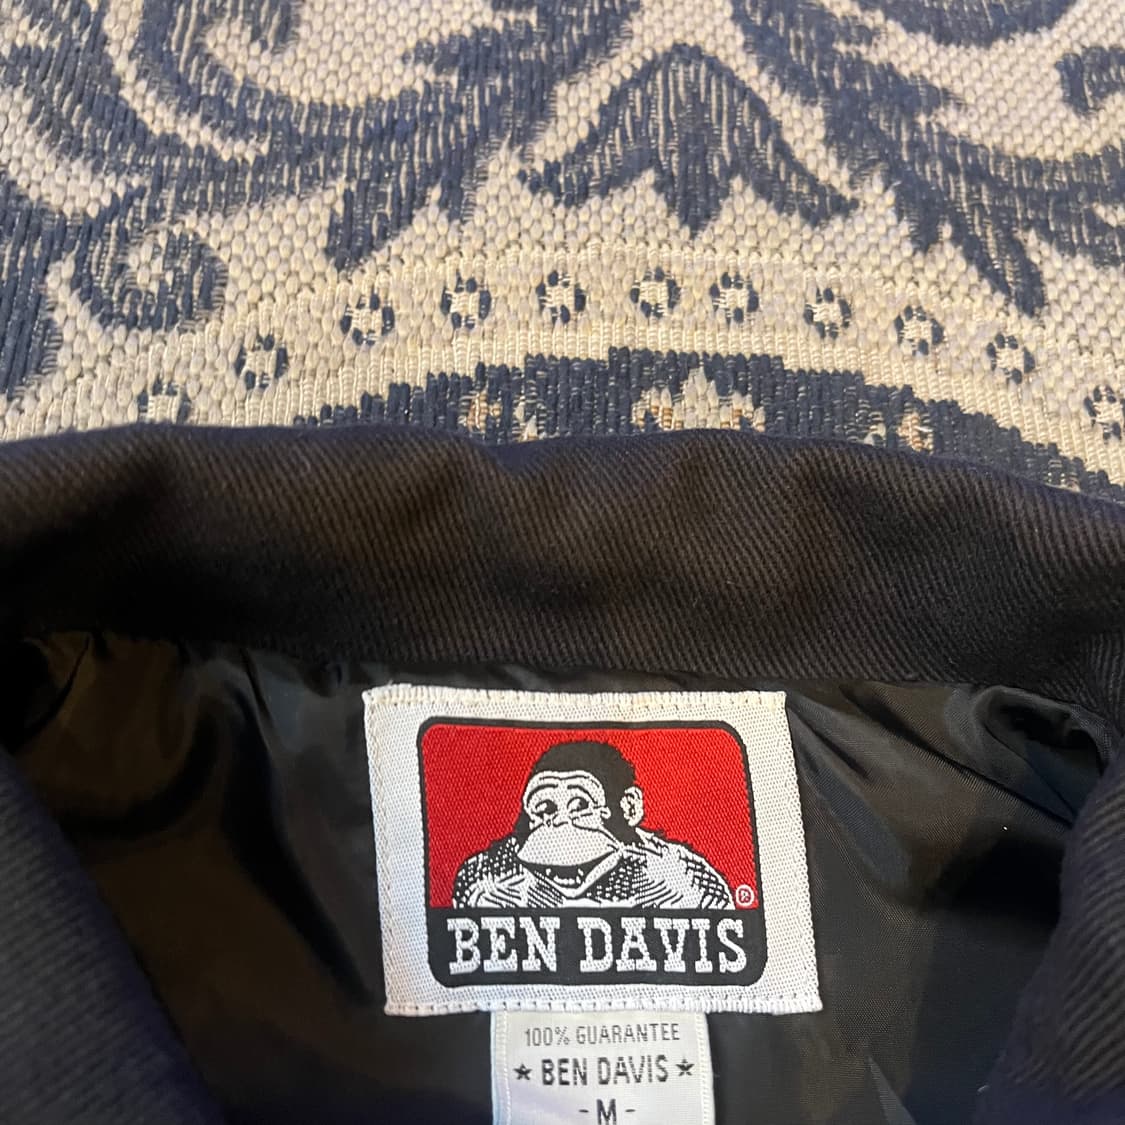 ®
BEN DAVIS
100% GUARANTEE
★ BEN DAVIS ★
- M -